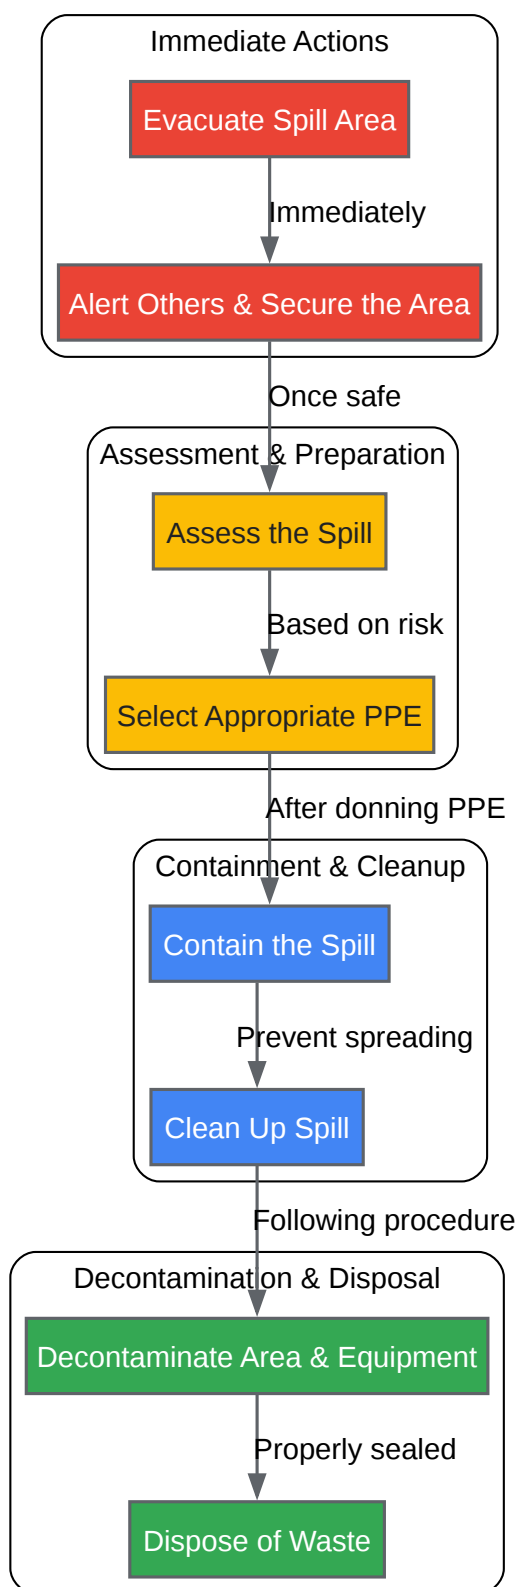 Immediate Actions
Evacuate Spill Area
Immediately
Alert Others & Secure the Area
Once safe
Assessment & Preparation
Assess the Spill
Based on risk
Select Appropriate PPE
After donning PPE
Containment & Cleanup
Contain the Spill
Prevent spreading
Clean Up Spill
Following procedure
Decontamination & Disposal
Decontaminate Area & Equipment
Properly sealed
Dispose of Waste